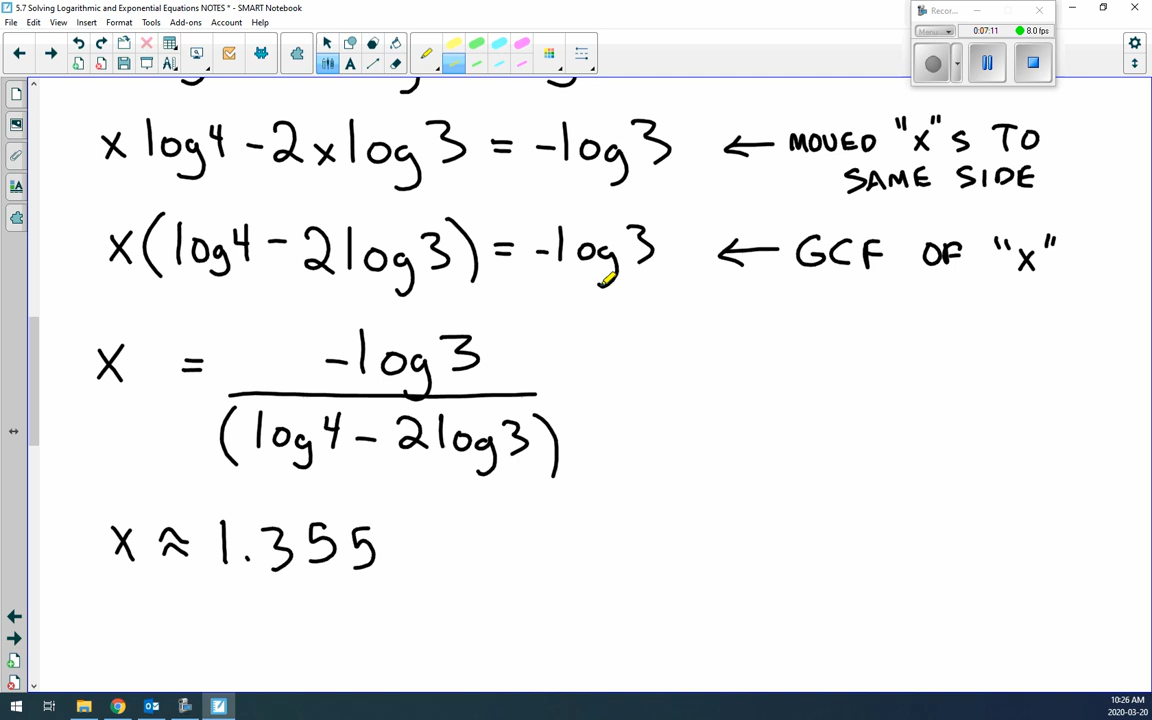 5.7 Solving Logarithmic and Exponential Equations NOTES * - SMART Notebook
File Edit View Insert Format Tools Add-ons Account Help
Recor...
Manual
0:07:11
8.0 fps
x log4 - 2x log3 = -log3 ← MOVED "x"s TO
SAME SIDE
x(log4 - 2log3) = -log3 ← GCF OF "x"
x = -log3
(log4 - 2log3)
x ≈ 1.355
10:26 AM
2020-03-20